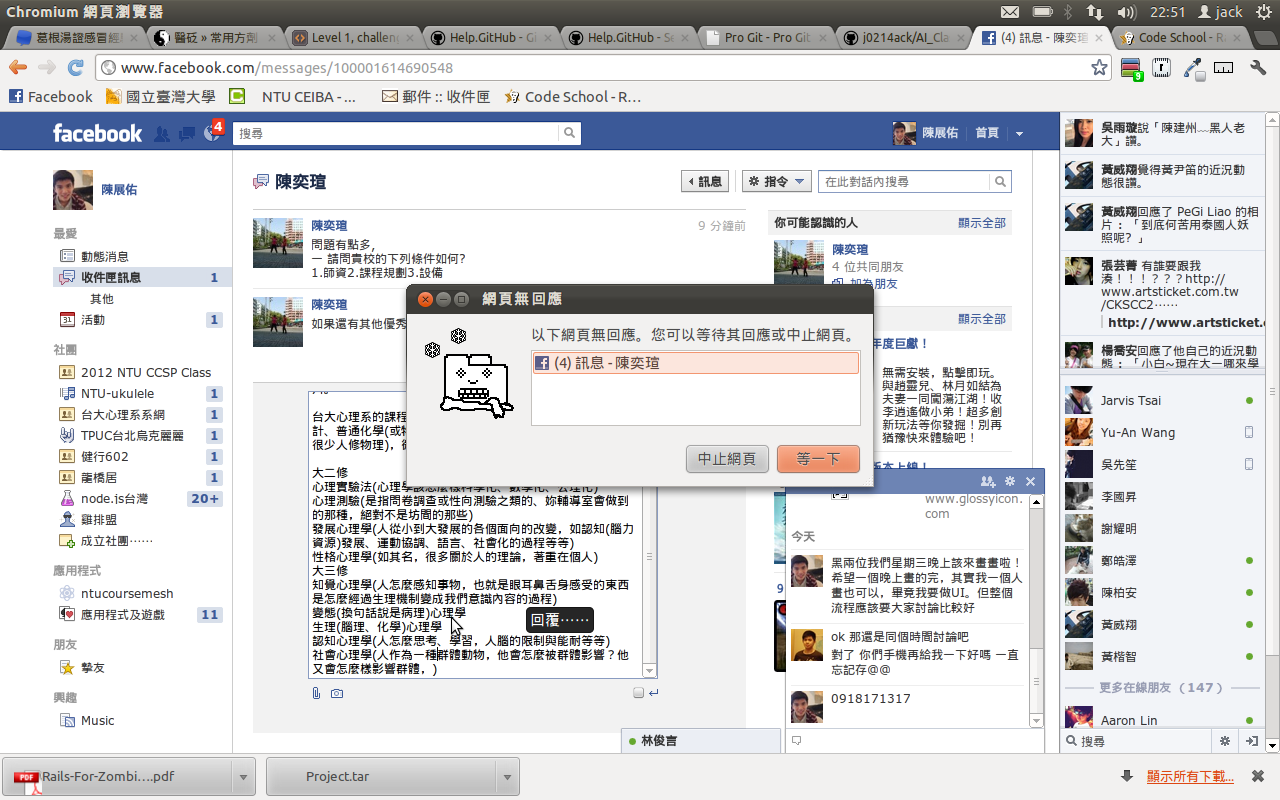 Chromium 網頁瀏覽器
22:51
jack
葛根湯證感冒經
醫砭 » 常用方劑
Level 1, challeng
Help.GitHub - Gi
Help.GitHub - Se
Pro Git - Pro Git
j0214ack/AI_Cla
(4) 訊息 - 陳奕瑄
Code School - Ra
www.facebook.com/messages/100001614690548
9
Facebook
國立臺灣大學
NTU CEIBA - ...
郵件 :: 收件匣
Code School - R...
facebook
4
搜尋
陳展佑
首頁
陳展佑
最愛
動態消息
收件匣訊息 1
其他
31
活動 1
社團
2012 NTU CCSP Class
NTU-ukulele 1
台大心理系系網 1
TPUC台北烏克麗麗 1
健行602 1
龍橋居 1
node.js台灣 20+
雞排盟
成立社團……
應用程式
ntucoursemesh
應用程式及遊戲 11
朋友
摯友
興趣
Music
陳奕瑄
訊息
指令
在此對話內搜尋
陳奕瑄
9 分鐘前
問題有點多,
一 請問貴校的下列條件如何?
1.師資2.課程規劃3.設備
陳奕瑄
如果還有其他優秀
台大心理系的課程
計、普通化學(或物
很少人修物理),
大二修
心理實驗法(心理學該怎麼樣科學化、數學化、公理化)
心理測驗(是指問卷調查或性向測驗之類的、妳輔導室會做到
的那種，絕對不是坊間的那些)
發展心理學(人從小到大發展的各個面向的改變，如認知(腦力
資源)發展、運動協調、語言、社會化的過程等等)
性格心理學(如其名，很多關於人的理論，著重在個人)
大三修
知覺心理學(人怎麼感知事物，也就是眼耳鼻舌身感受的東西
是怎麼經過生理機制變成我們意識內容的過程)
變態(換句話說是病理)心理學
生理(腦理、化學)心理學
認知心理學(人怎麼思考、學習，人腦的限制與能耐等等)
社會心理學(人作為一種群體動物，他會怎麼被群體影響？他
又會怎麼樣影響群體，)
回覆……
網頁無回應
以下網頁無回應。您可以等待其回應或中止網頁。
(4) 訊息 - 陳奕瑄
中止網頁
等一下
你可能認識的人
顯示全部
陳奕瑄
4 位共同朋友
加為朋友
顯示全部
年度巨獻！
無需安裝，點擊即玩。
與趙靈兒、林月如結為
夫妻一同闖蕩江湖！收
李逍遙做小弟！超多創
新玩法等你發掘！別再
猶豫快來體驗吧！
版本上線！
9
www.glossyicon.
com
今天
黑兩位我們星期三晚上該來畫畫啦！
希望一個晚上畫的完，其實我一個人
畫也可以，畢竟我要做UI。但整個
流程應該要大家討論比較好
ok 那還是同個時間討論吧
對了 你們手機再給我一下好嗎 一直
忘記存@@
0918171317
林俊言
吳雨璇說「陳建州﹏黑人老
大」讚。
黃威翔覺得黃尹笛的近況動
態很讚。
黃威翔回應了 PeGi Liao 的相
片：「到底何苦用泰國人妖
照呢？」
張芸菁 有誰要跟我
湊！！！？？？http://
www.artsticket.com.tw
/CKSCC2……
http://www.artsticket.
楊喬安回應了他自己的近況動
態：「小白~現在大一哪來學
Jarvis Tsai
Yu-An Wang
吳先笙
李國昇
謝耀明
鄭皓澤
陳柏安
黃威翔
黃楷智
更多在線朋友 (147)
Aaron Lin
搜尋
PDF
Rails-For-Zombi....pdf
Project.tar
顯示所有下載...